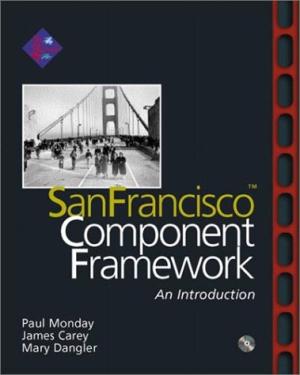 SanFrancisco™
Component
Framework
An Introduction
Paul Monday
James Carey
Mary Dangler